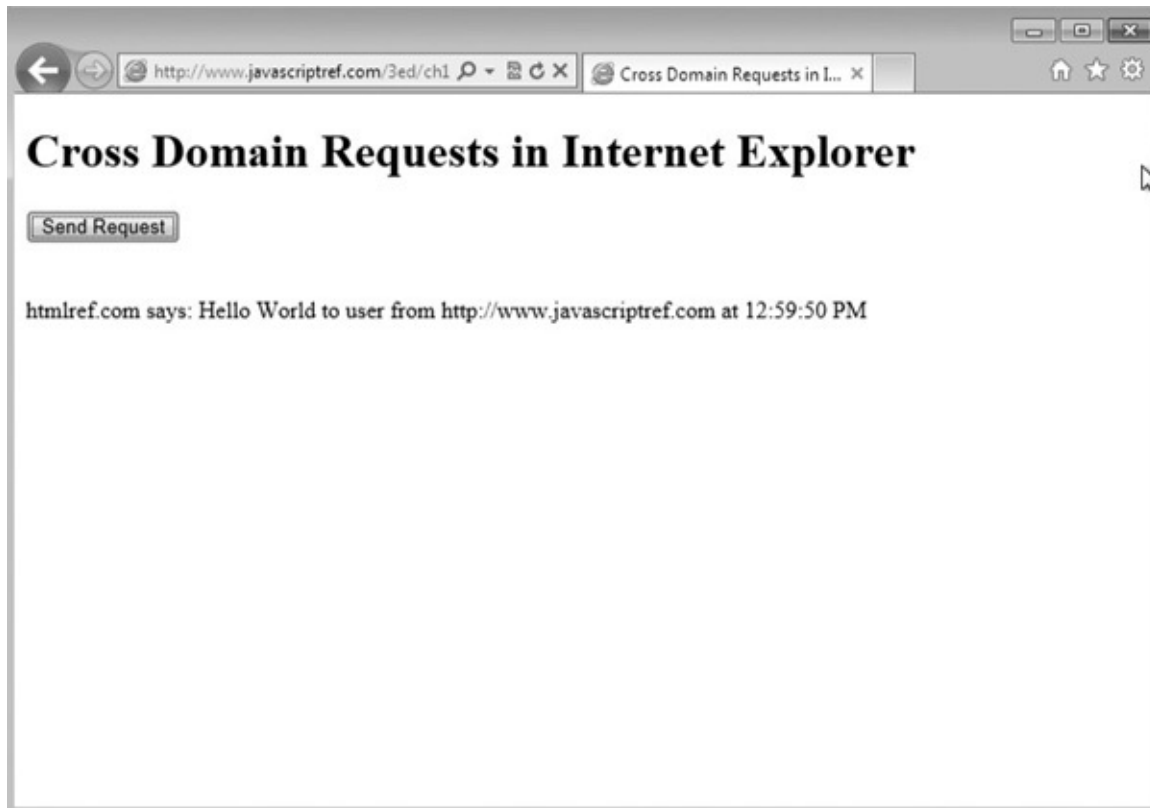 http://www.javascriptref.com/3ed/ch1
Cross Domain Requests in I...
Cross Domain Requests in Internet Explorer
Send Request
htmlref.com says: Hello World to user from http://www.javascriptref.com at 12:59:50 PM